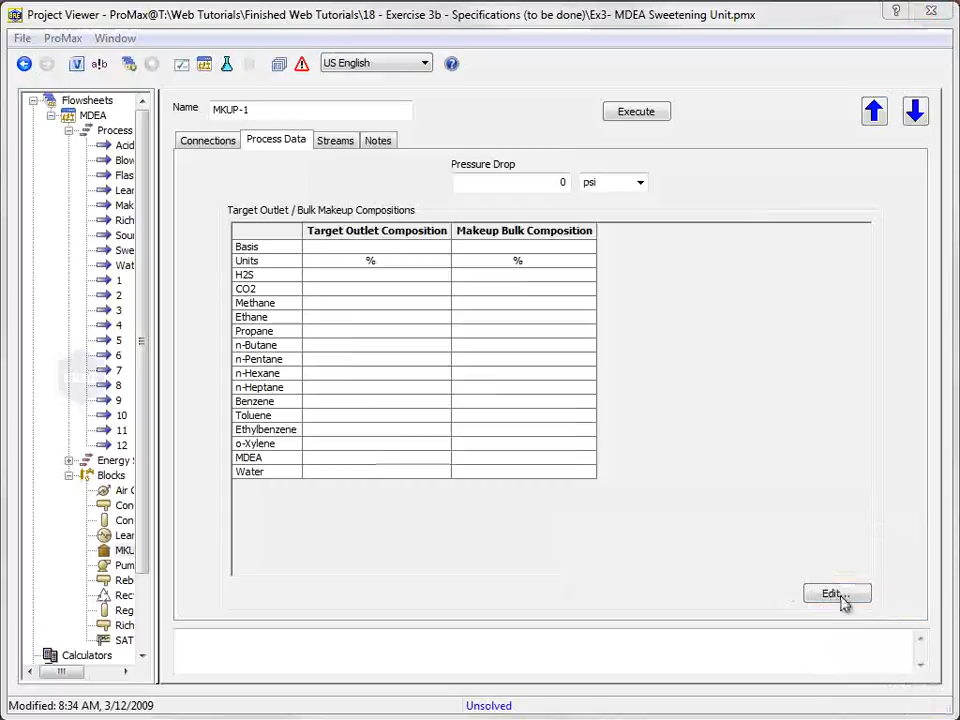 Project Viewer - ProMax@T:\Web Tutorials\Finished Web Tutorials\18 - Exercise 3b - Specifications (to be done)\Ex3- MDEA Sweetening Unit.pmx
File ProMax Window
V a!b US English
Flowsheets
MDEA
Process
Acid
Blow
Flas
Lear
Mak
Rich
Sour
Swe
Wat
1
2
3
4
5
6
7
8
9
10
11
12
Energy S
Blocks
Air C
Con
Con
Lear
MKU
Pum
Reb
Rec
Reg
Rich
SAT
Calculators
Name MKUP-1 Execute
Connections Process Data Streams Notes
Pressure Drop
0 psi
Target Outlet / Bulk Makeup Compositions
Target Outlet Composition Makeup Bulk Composition
Basis
Units % %
H2S
CO2
Methane
Ethane
Propane
n-Butane
n-Pentane
n-Hexane
n-Heptane
Benzene
Toluene
Ethylbenzene
o-Xylene
MDEA
Water
Edit...
Modified: 8:34 AM, 3/12/2009 Unsolved